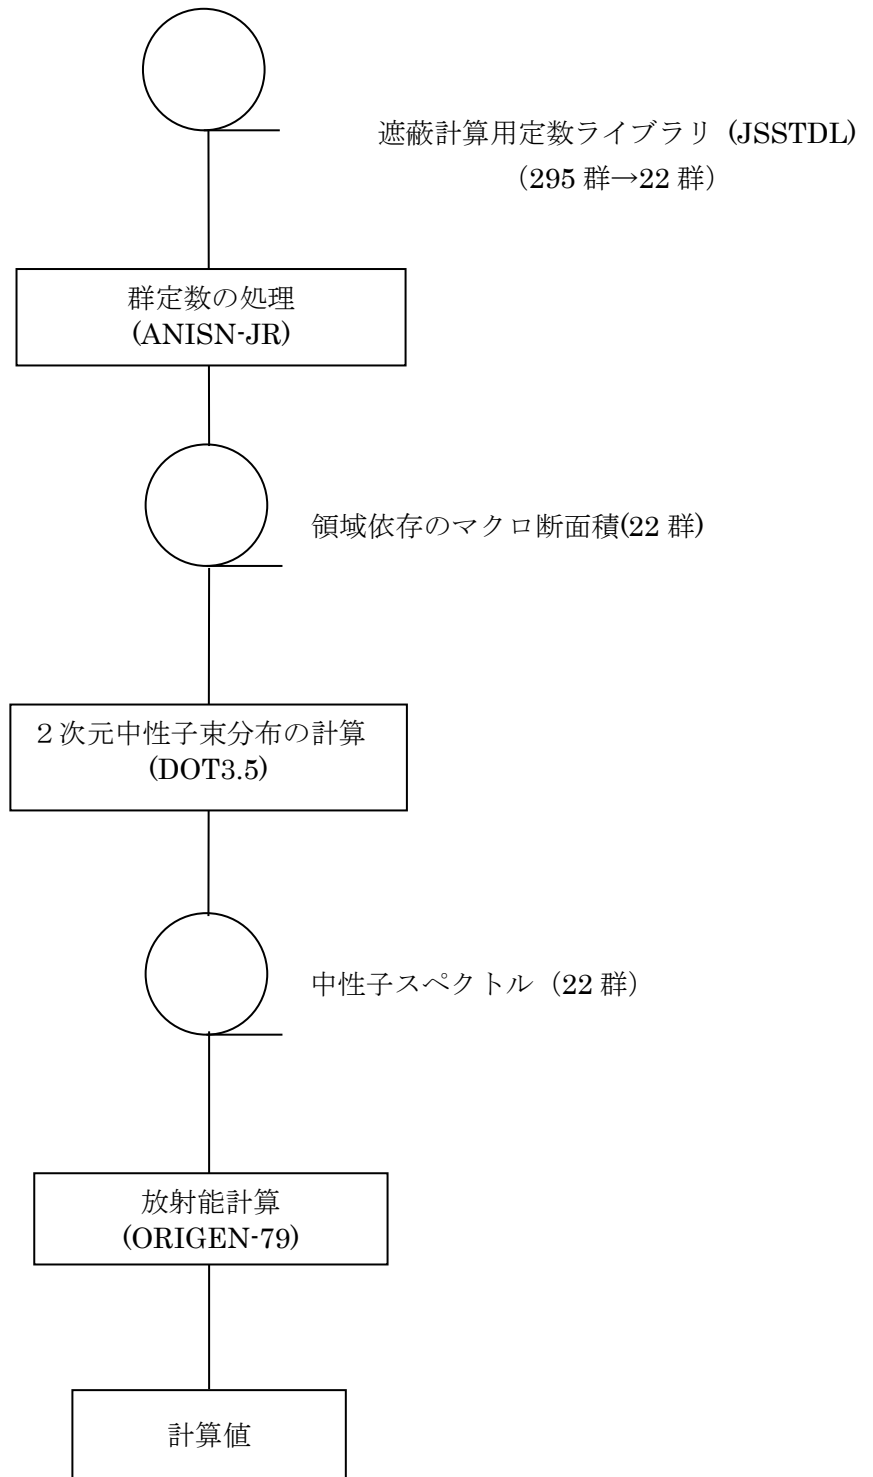 遮蔽計算用定数ライブラリ (JSSTDL)
（295 群→22 群）
群定数の処理
(ANISN-JR)
領域依存のマクロ断面積(22 群)
２次元中性子束分布の計算
(DOT3.5)
中性子スペクトル（22 群）
放射能計算
(ORIGEN-79)
計算値